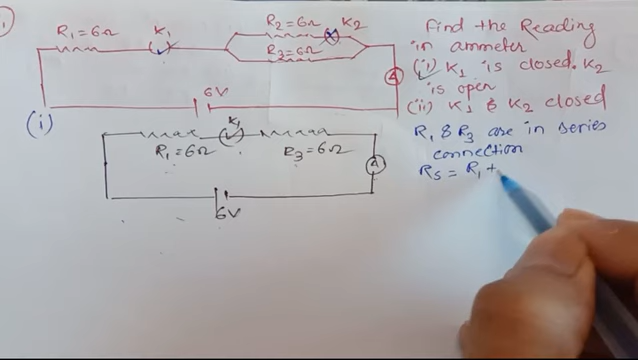 R₁=6Ω K₁ R₂=6Ω K₂
R₃=6Ω
A
6V
(i)
K₁
R₁=6Ω R₃=6Ω
A
6V
Find the Reading
in ammeter
(i) K₁ is closed. K₂
is open
(ii) K₁ & K₂ closed
R₁ & R₃ are in series
connection
Rs = R₁ +